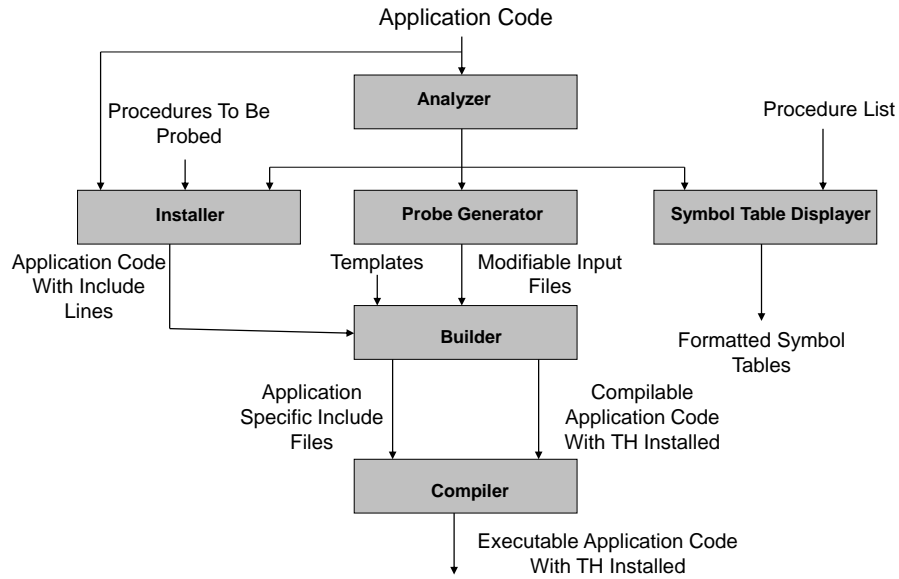 Application Code
Analyzer
Procedures To Be
Probed
Procedure List
Installer
Probe Generator
Symbol Table Displayer
Application Code
With Include
Lines
Templates
Modifiable Input
Files
Builder
Formatted Symbol
Tables
Application
Specific Include
Files
Compilable
Application Code
With TH Installed
Compiler
Executable Application Code
With TH Installed